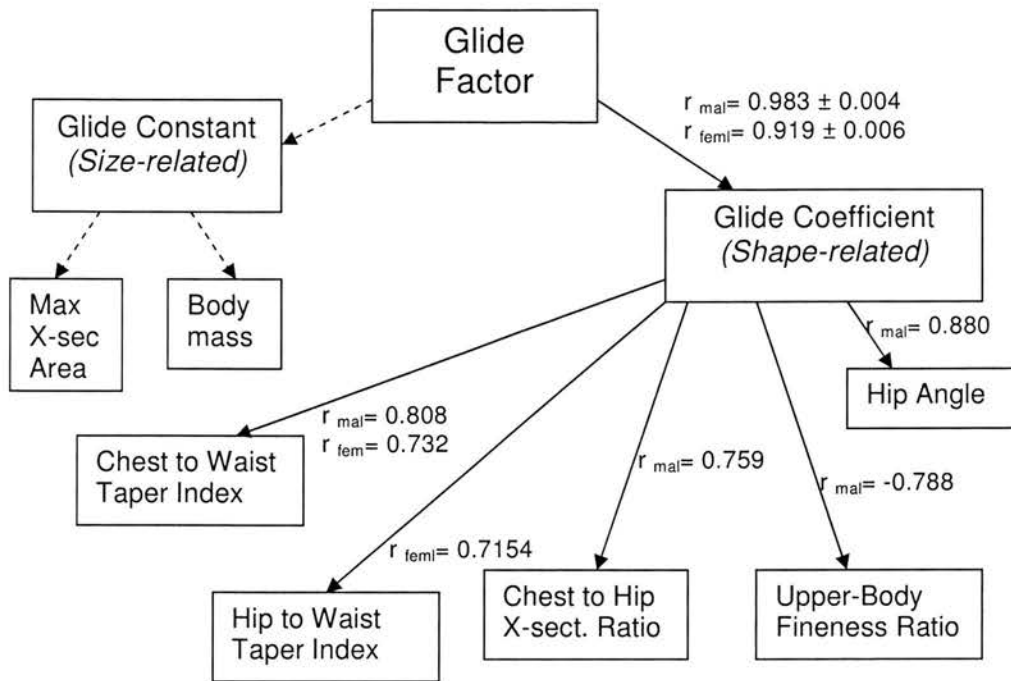 Glide
Factor
r mal= 0.983 ± 0.004
r feml= 0.919 ± 0.006
Glide Constant
(Size-related)
Glide Coefficient
(Shape-related)
Max
X-sec
Area
Body
mass
r mal= 0.880
Hip Angle
r mal= 0.808
r fem= 0.732
Chest to Waist
Taper Index
r mal= 0.759
r mal= -0.788
r feml= 0.7154
Hip to Waist
Taper Index
Chest to Hip
X-sect. Ratio
Upper-Body
Fineness Ratio